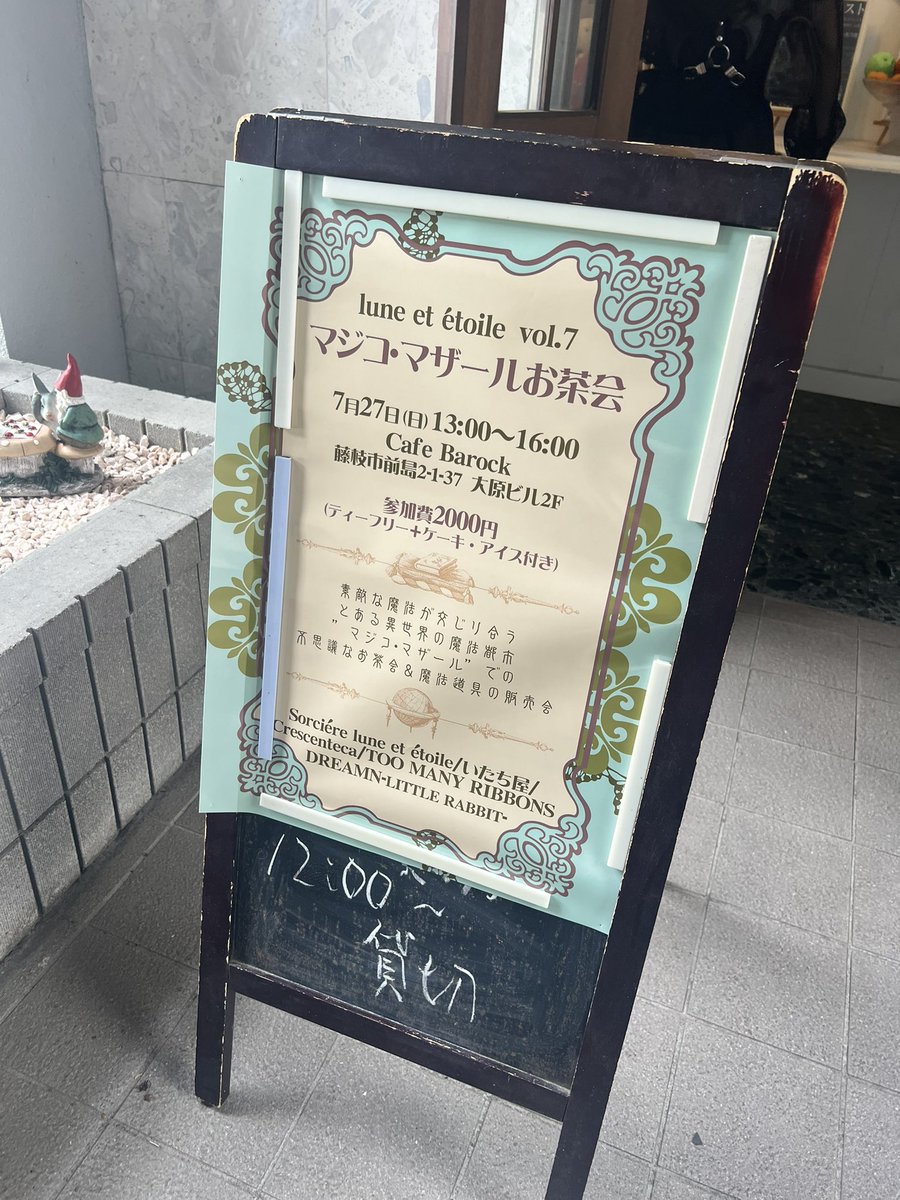 lune et étoile vol.7
マジコ・マザールお茶会
7月27日(日)13:00〜16:00
Cafe Barock
藤枝市前島2-1-37 大原ビル2F
参加費2000円
(ティーフリー+ケーキ・アイス付き)
素敵な魔法が交じり合う
とある異世界の魔法都市
"マジコ・マザール"での
不思議なお茶会&魔法道具の販売会
Sorciére lune et étoile/いたち屋/
Crescenteca/TOO MANY RIBBONS
DREAMN-LITTLE RABBIT-
12:00〜
貸切
スト